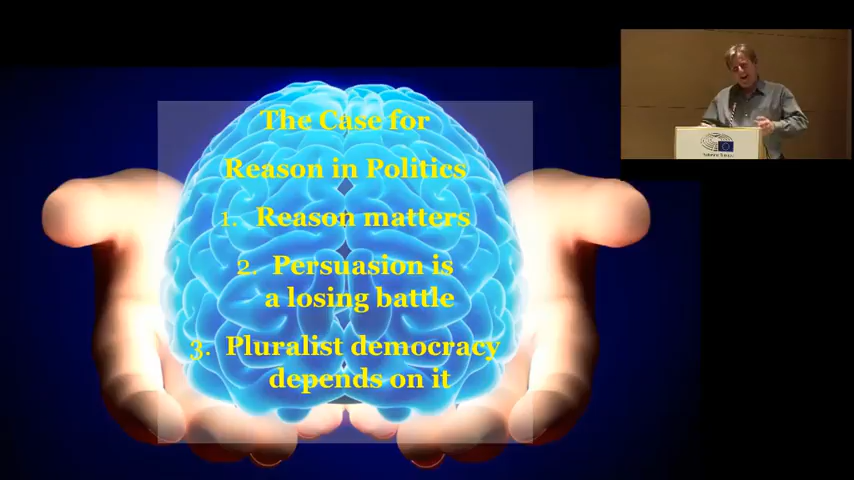 The Case for
Reason in Politics
1. Reason matters
2. Persuasion is
a losing battle
3. Pluralist democracy
depends on it